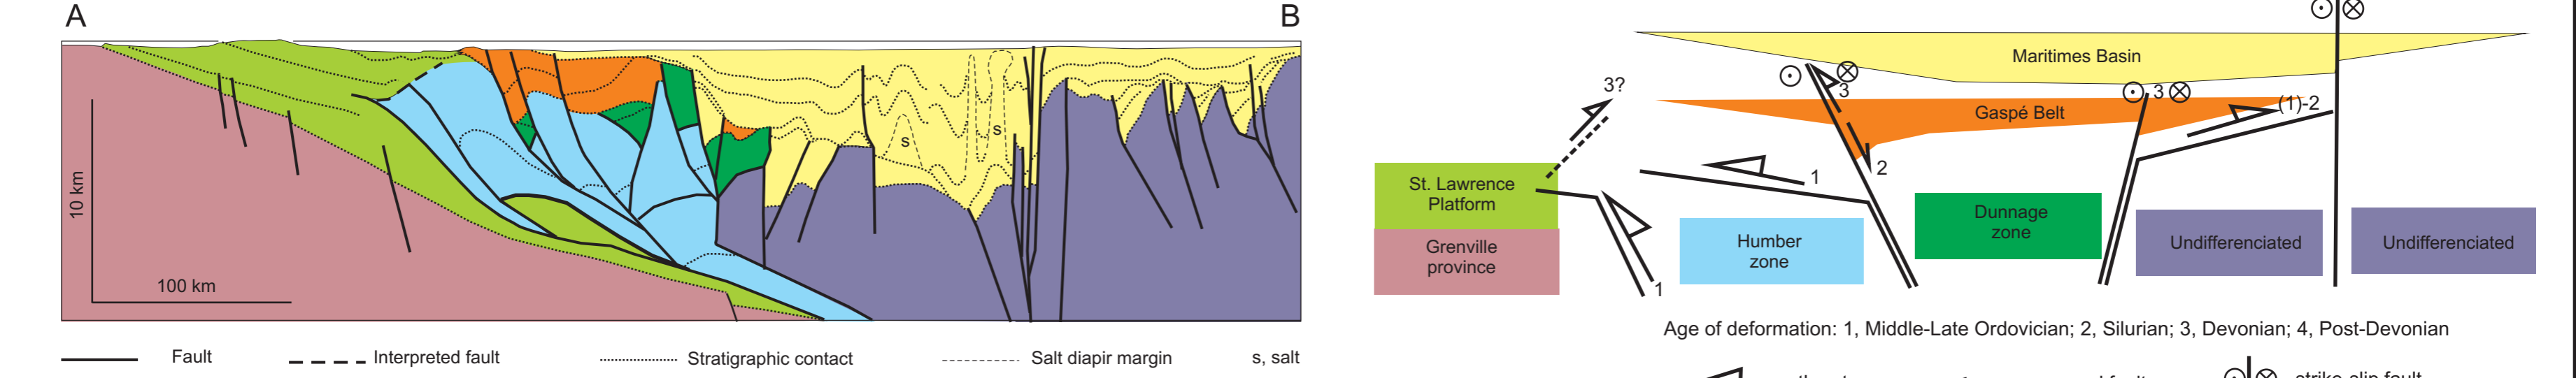 A
B
10 km
100 km
s
s
Fault
Interpreted fault
Stratigraphic contact
Salt diapir margin
s, salt
Maritimes Basin
3?
3
3
(1)-2
Gaspé Belt
2
1
St. Lawrence
Platform
Grenville
province
1
Humber
zone
Dunnage
zone
Undifferenciated
Undifferenciated
Age of deformation: 1, Middle-Late Ordovician; 2, Silurian; 3, Devonian; 4, Post-Devonian
strike-slip fault